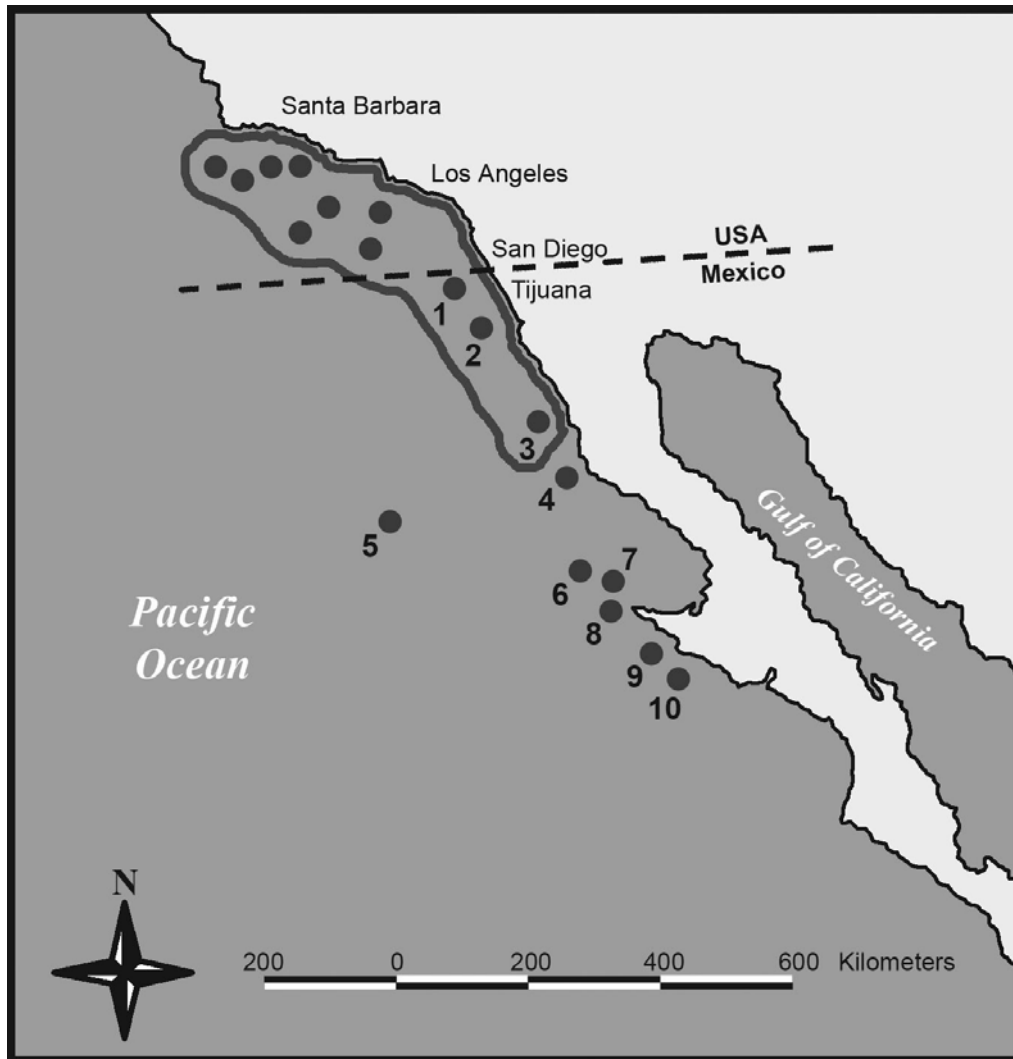 Santa Barbara
Los Angeles
San Diego
USA
Mexico
Tijuana
1
2
3
4
5
6
7
8
9
10
Gulf of California
Pacific
Ocean
N
200 0 200 400 600 Kilometers